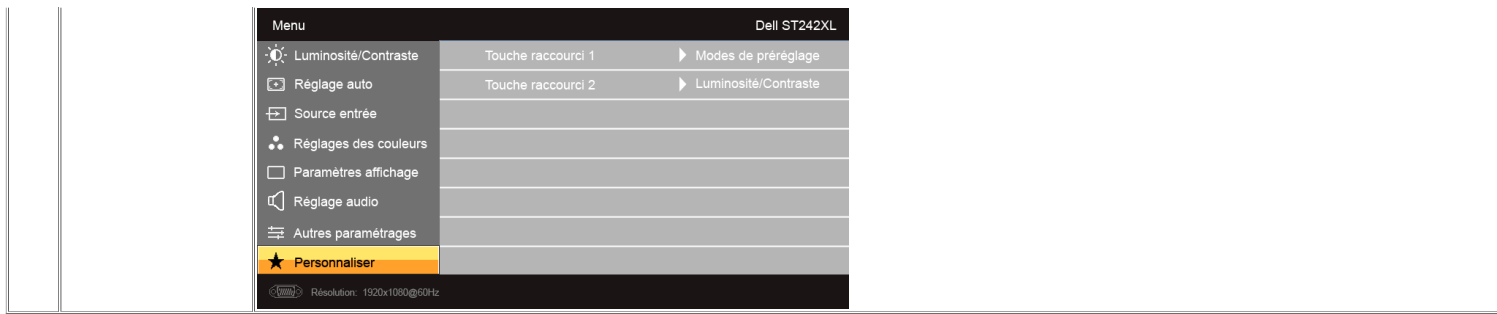 Menu Dell ST242XL
Luminosité/Contraste Touche raccourci 1 Modes de préréglage
Réglage auto Touche raccourci 2 Luminosité/Contraste
Source entrée
Réglages des couleurs
Paramètres affichage
Réglage audio
Autres paramétrages
Personnaliser
Résolution: 1920x1080@60Hz